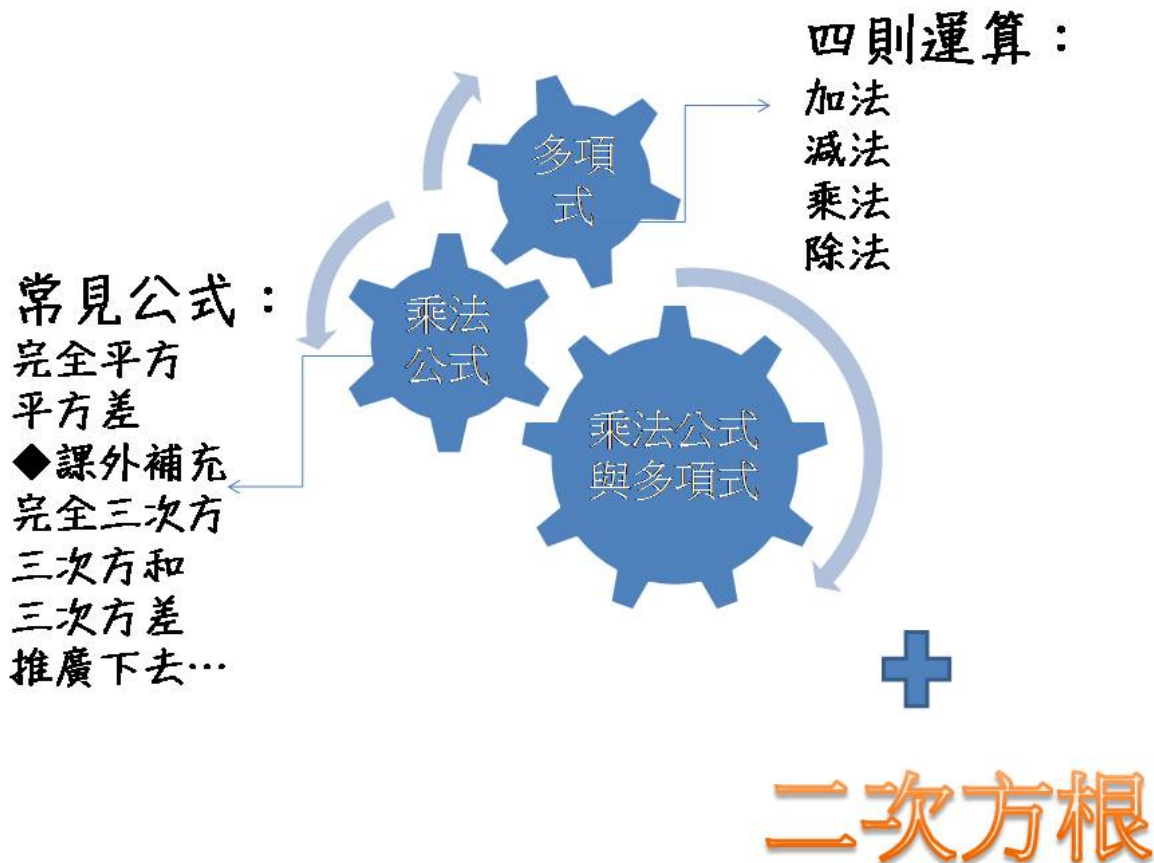 四則運算：
加法
減法
乘法
除法
多項
式
常見公式：
完全平方
平方差
◆課外補充
完全三次方
三次方和
三次方差
推廣下去…
乘法
公式
乘法公式
與多項式
二次方根